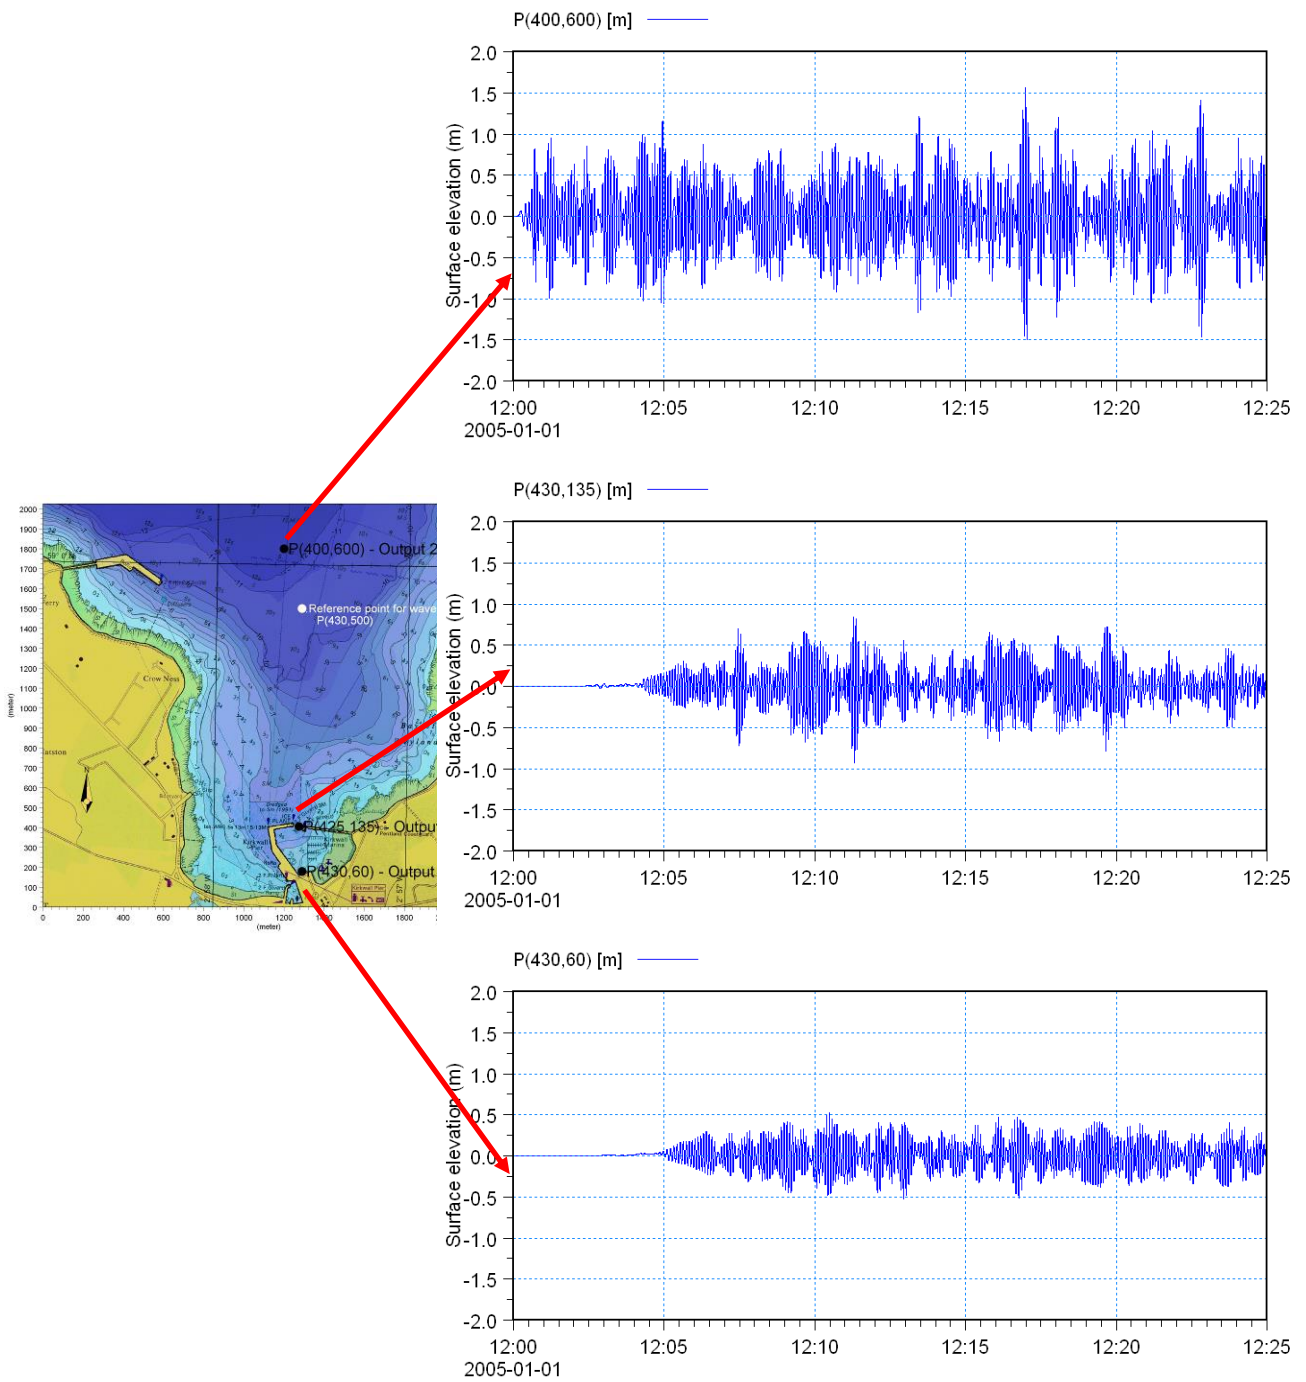 P(400,600) [m]
Surface elevation (m)
2.0
1.5
1.0
0.5
0.0
-0.5
-1.0
-1.5
-2.0
12:00 12:05 12:10 12:15 12:20 12:25
2005-01-01
P(430,135) [m]
Surface elevation (m)
2.0
1.5
1.0
0.5
0.0
-0.5
-1.0
-1.5
-2.0
12:00 12:05 12:10 12:15 12:20 12:25
2005-01-01
2000
1900
1800
1700
1600
1500
1400
1300
1200
1100
1000
900
800
700
600
500
400
300
200
100
0
(meter)
P(400,600) - Output 2
Reference point for wave
P(430,500)
Crow Ness
P(425,135) - Output
Kirkwall
P(430,60) - Output
Kirkwall Pier
0 200 400 600 800 1000 1200 1400 1600 1800
(meter)
P(430,60) [m]
Surface elevation (m)
2.0
1.5
1.0
0.5
0.0
-0.5
-1.0
-1.5
-2.0
12:00 12:05 12:10 12:15 12:20 12:25
2005-01-01